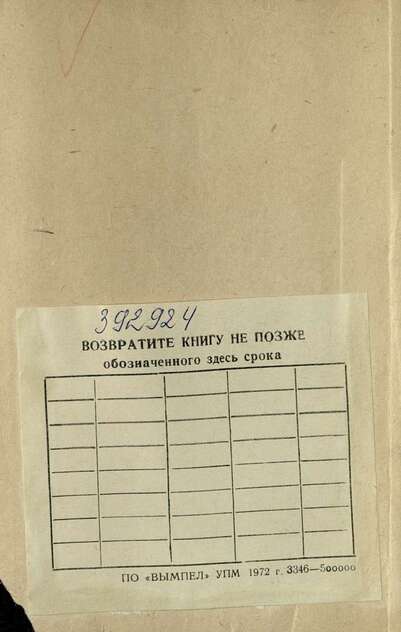 392924
ВОЗВРАТИТЕ КНИГУ НЕ ПОЗЖЕ
обозначенного здесь срока
ПО «ВЫМПЕЛ» УПМ 1972 г. 3346—500000